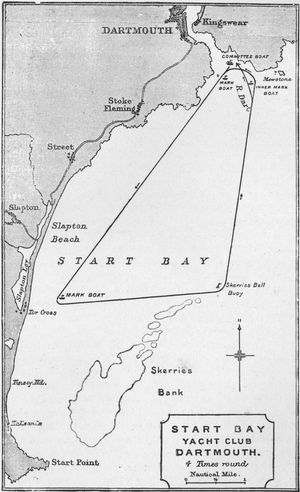 DARTMOUTH
Kingswear
COMMITTEE BOAT
MARK BOAT
R. Dart
Mewstone
INNER MARK BOAT
Stoke Fleming
Street
Slapton
Slapton Beach
Slapton Ley
START BAY
MARK BOAT
Skerries Bell Buoy
Tor Cross
Skerries Bank
Start Point
START BAY
YACHT CLUB
DARTMOUTH.
4 Times round
Nautical Mile.